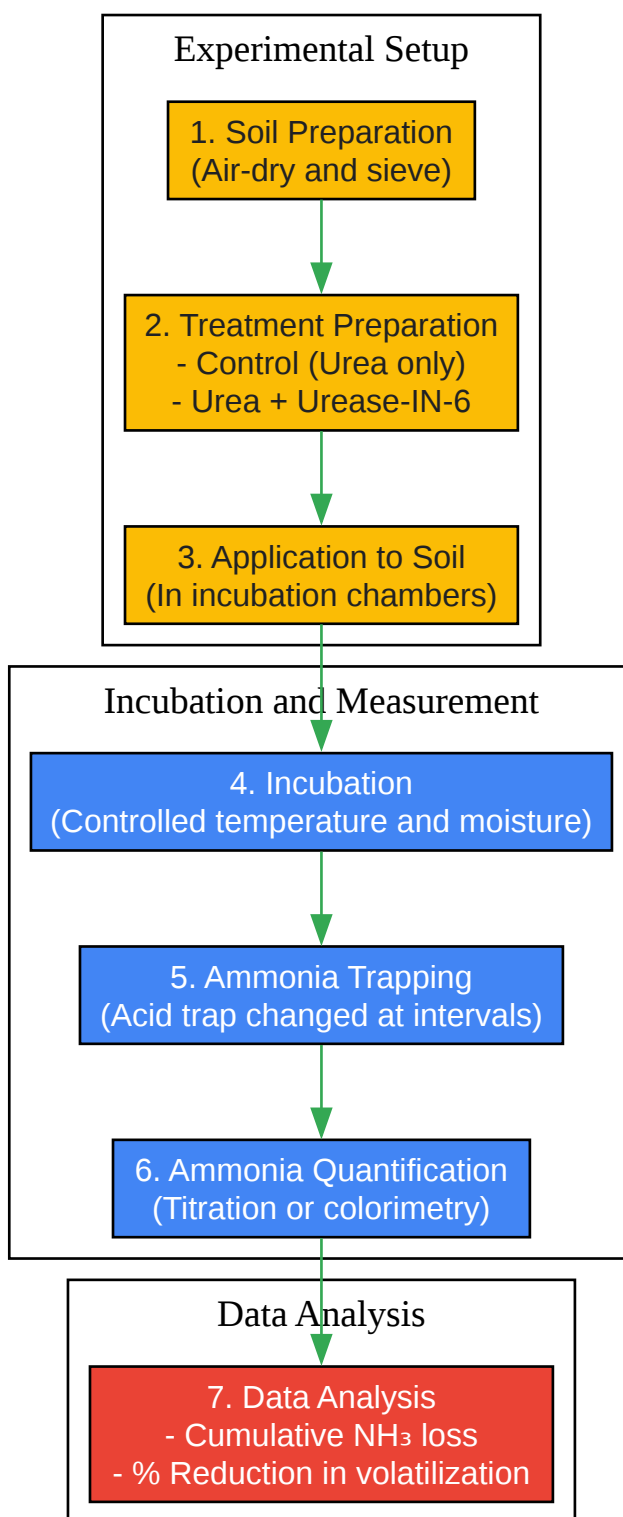 Experimental Setup
1. Soil Preparation
(Air-dry and sieve)
2. Treatment Preparation
- Control (Urea only)
- Urea + Urease-IN-6
3. Application to Soil
(In incubation chambers)
Incubation and Measurement
4. Incubation
(Controlled temperature and moisture)
5. Ammonia Trapping
(Acid trap changed at intervals)
6. Ammonia Quantification
(Titration or colorimetry)
Data Analysis
7. Data Analysis
- Cumulative NH₃ loss
- % Reduction in volatilization